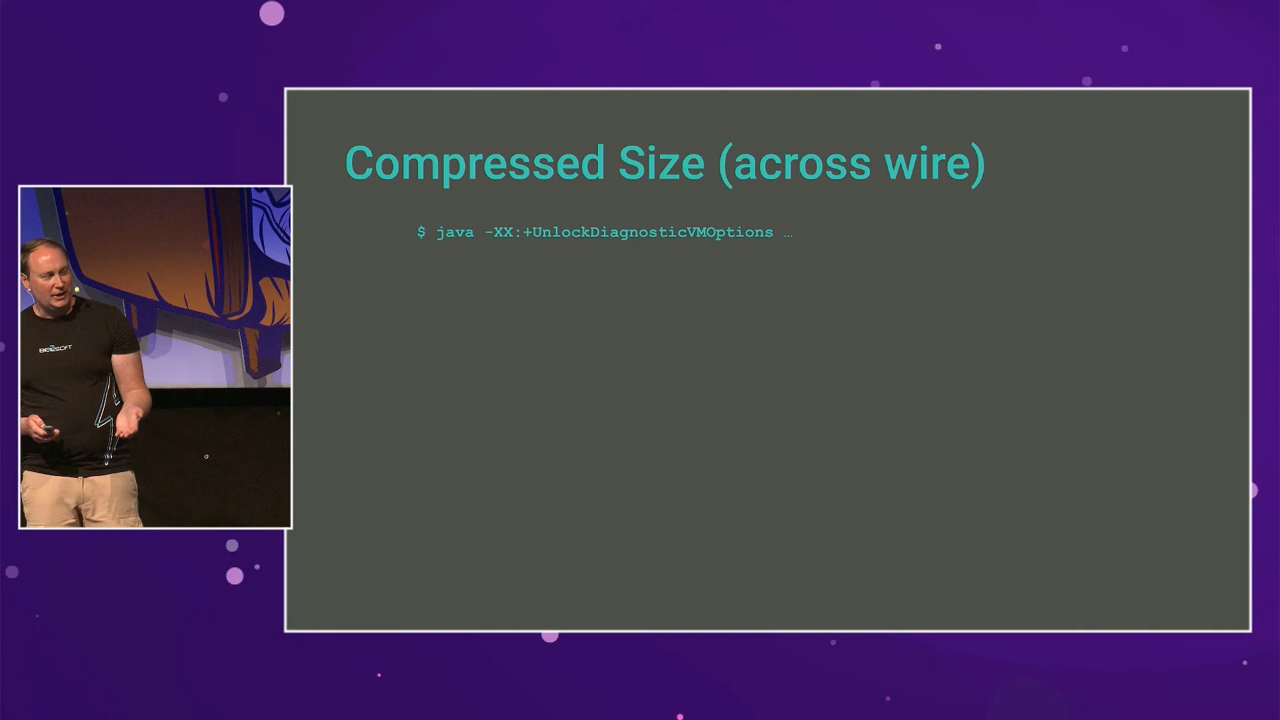 Compressed Size (across wire)
$ java -XX:+UnlockDiagnosticVMOptions …